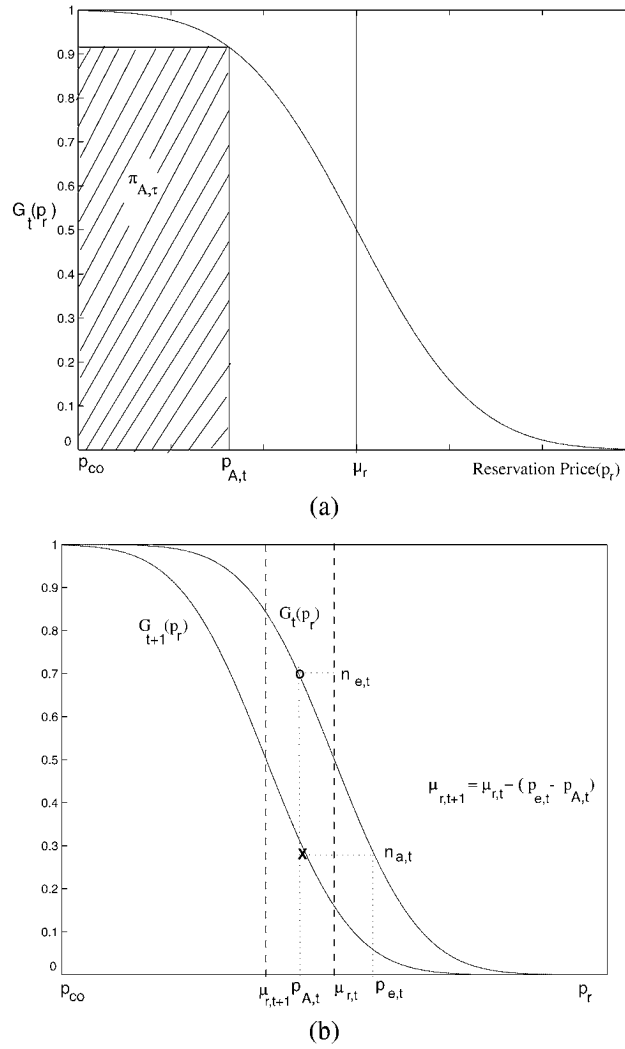 1
0.9
0.8
0.7
π_A,τ
0.6
G_t(p_r)
0.5
0.4
0.3
0.2
0.1
0
p_co p_A,t μ_r Reservation Price(p_r)
(a)
1
0.9
G_t+1(p_r) G_t(p_r)
0.8
0.7 o n_e,t
0.6
0.5
μ_r,t+1 = μ_r,t − ( p_e,t - p_A,t)
0.4
0.3 x n_a,t
0.2
0.1
0
p_co μ_r,t+1 p_A,t μ_r,t p_e,t p_r
(b)